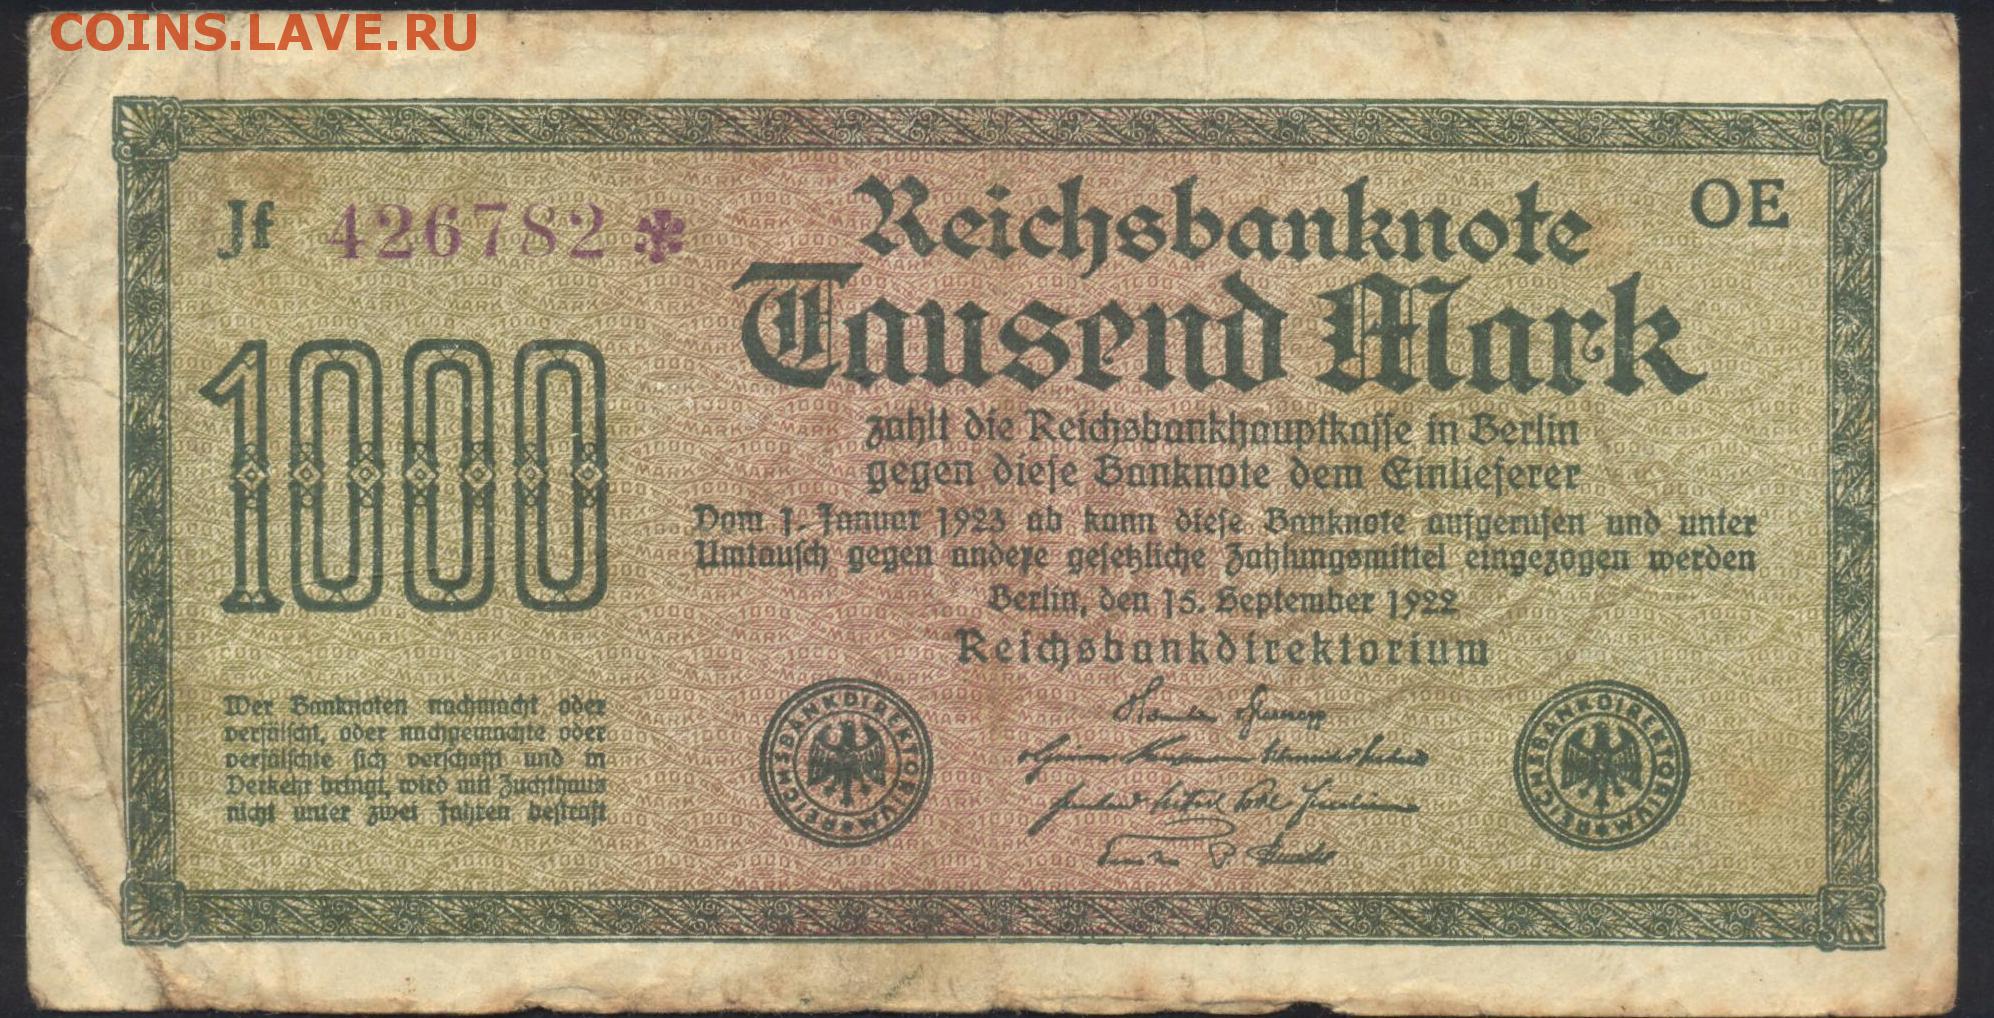 COINS.LAVE.RU
Jf 426782*
Reichsbanknote
OE
Tausend Mark
1000
zahlt die Reichsbankhauptkasse in Berlin
gegen diese Banknote dem Einlieferer
Vom 1. Januar 1923 ab kann diese Banknote aufgerufen und unter
Umtausch gegen andere gesetzliche Zahlungsmittel eingezogen werden
Berlin, den 15. September 1922
Reichsbankdirektorium
Wer Banknoten nachmacht oder
verfälscht, oder nachgemachte oder
verfälschte sich verschafft und in
Verkehr bringt, wird mit Zuchthaus
nicht unter zwei Jahren bestraft
REICHSBANKDIREKTORIUM
REICHSBANKDIREKTORIUM